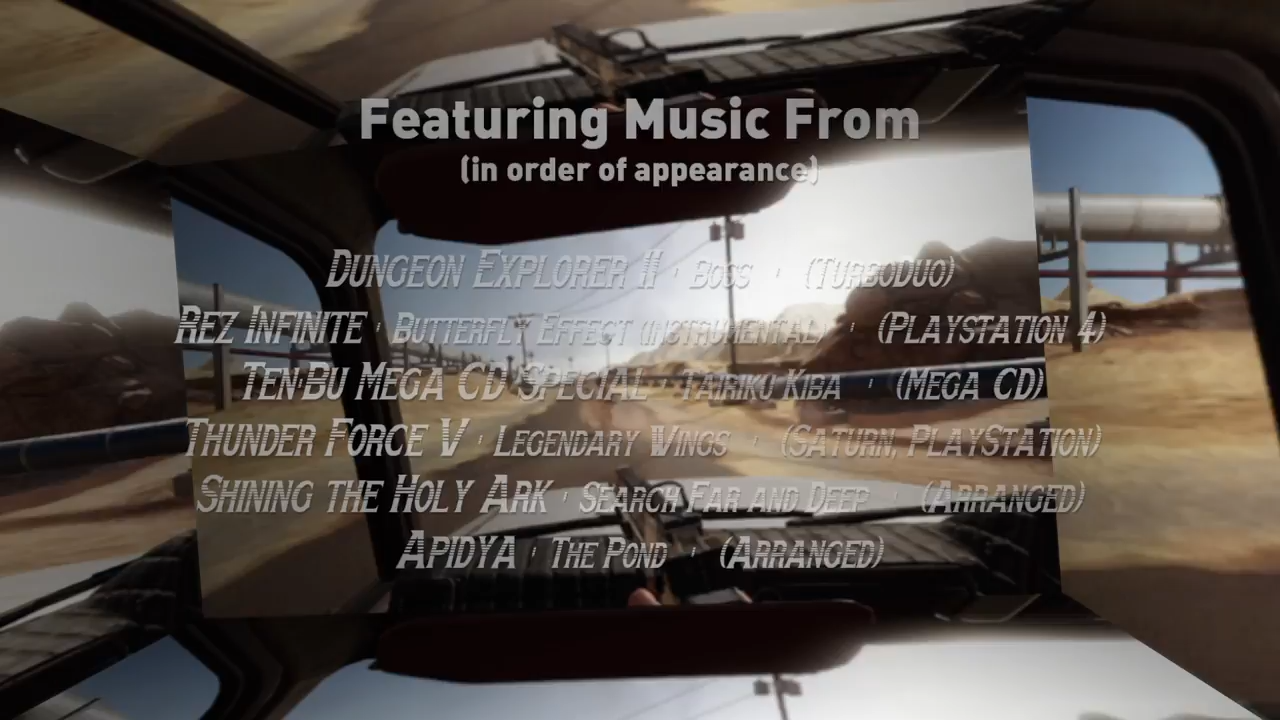 Featuring Music From
(in order of appearance)
Dungeon Explorer II · Boss · (TurboDuo)
Rez Infinite · Butterfly Effect (instrumental) · (Playstation 4)
Ten·Bu Mega CD Special · Tairiku Kiba · (Mega CD)
Thunder Force V · Legendary Wings · (Saturn, PlayStation)
Shining the Holy Ark · Search Far and Deep · (Arranged)
Apidya · The Pond · (Arranged)